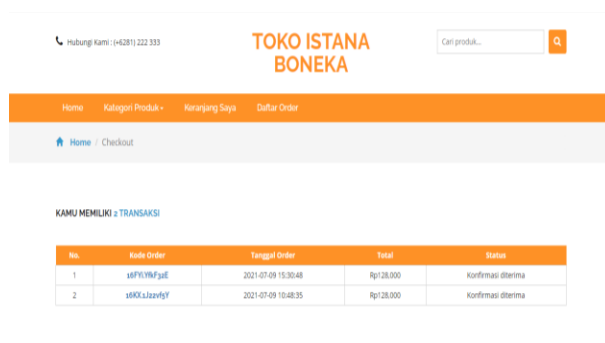 Hubungi Kami : (+6281) 222 333
TOKO ISTANA
BONEKA
Cari produk...
Home Kategori Produk Keranjang Saya Daftar Order
Home / Checkout
KAMU MEMILIKI 2 TRANSAKSI
No. Kode Order Tanggal Order Total Status
1 2021-07-09 15:30:48 Rp128,000 Konfirmasi diterima
2 2021-07-09 10:48:35 Rp128,000 Konfirmasi diterima